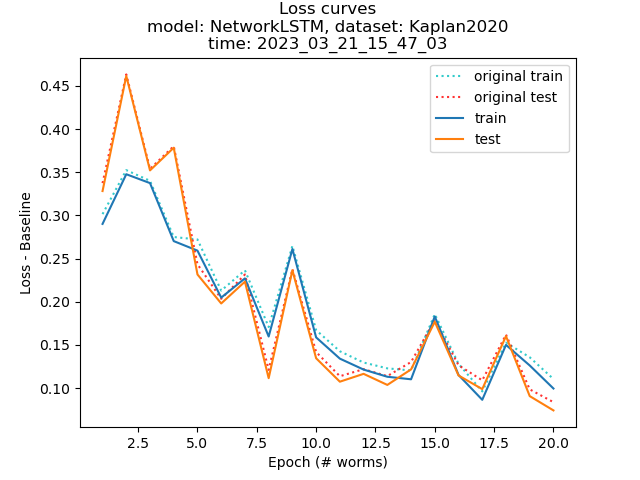 Loss curves
model: NetworkLSTM, dataset: Kaplan2020
time: 2023_03_21_15_47_03
original train
original test
train
test
Loss - Baseline
0.45
0.40
0.35
0.30
0.25
0.20
0.15
0.10
2.5 5.0 7.5 10.0 12.5 15.0 17.5 20.0
Epoch (# worms)